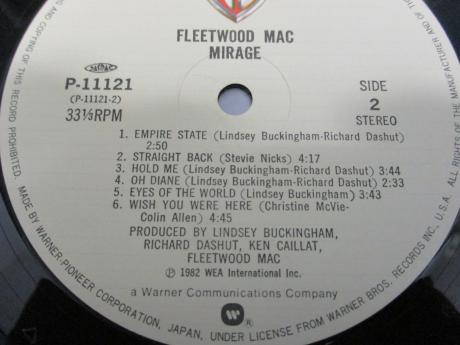 FLEETWOOD MAC
MIRAGE
P-11121
(P-11121-2)
33⅓RPM
SIDE
2
STEREO
1. EMPIRE STATE (Lindsey Buckingham-Richard Dashut)
2:50
2. STRAIGHT BACK (Stevie Nicks) 4:17
3. HOLD ME (Lindsey Buckingham-Richard Dashut) 3:44
4. OH DIANE (Lindsey Buckingham-Richard Dashut) 2:33
5. EYES OF THE WORLD (Lindsey Buckingham) 3:43
6. WISH YOU WERE HERE (Christine McVie-
Colin Allen) 4:45
PRODUCED BY LINDSEY BUCKINGHAM,
RICHARD DASHUT, KEN CAILLAT,
FLEETWOOD MAC
Ⓟ 1982 WEA International Inc.
a Warner Communications Company
AND COPYING OF THIS RECORD PROHIBITED. MADE BY WARNER-PIONEER CORPORATION, JAPAN, UNDER LICENSE FROM WARNER BROS. RECORDS INC., U.S.A. ALL RIGHTS OF THE MANUFACTURER